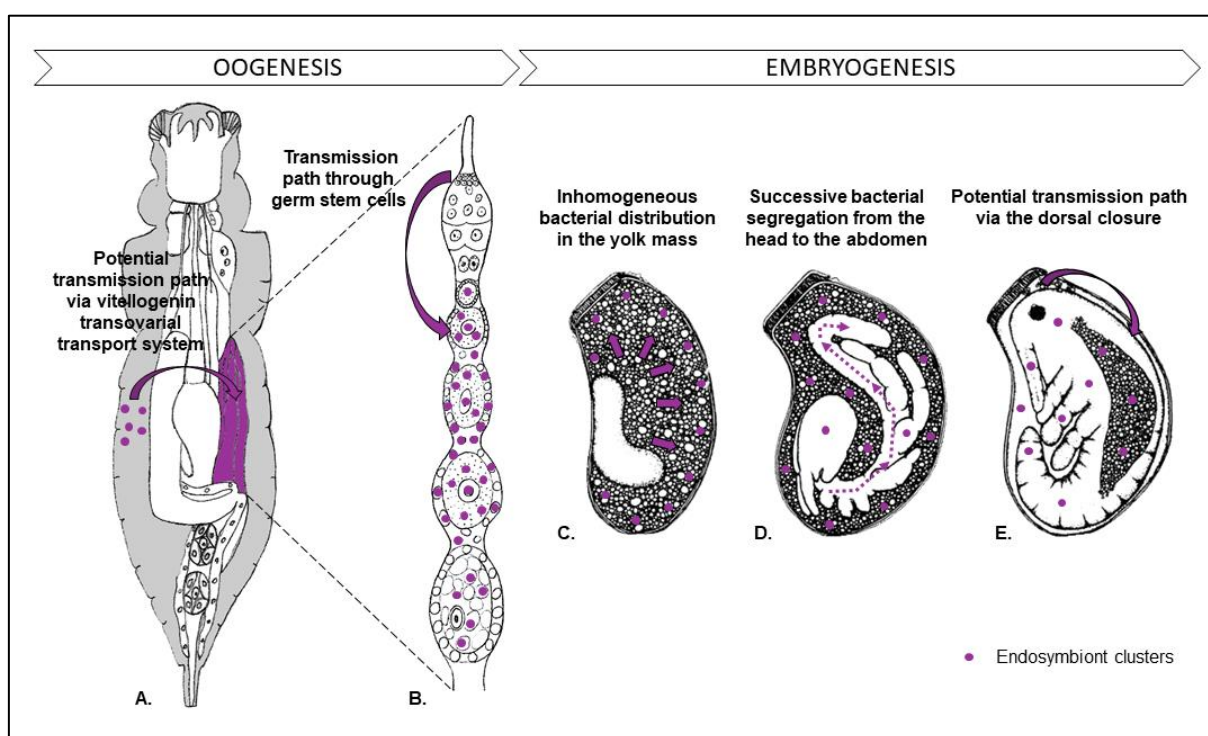 OOGENESIS
EMBRYOGENESIS
Transmission
path through
germ stem cells
Potential
transmission path
via vitellogenin
transovarial
transport system
Inhomogeneous
bacterial distribution
in the yolk mass
Successive bacterial
segregation from the
head to the abdomen
Potential transmission path
via the dorsal closure
C.
D.
E.
Endosymbiont clusters
A.
B.